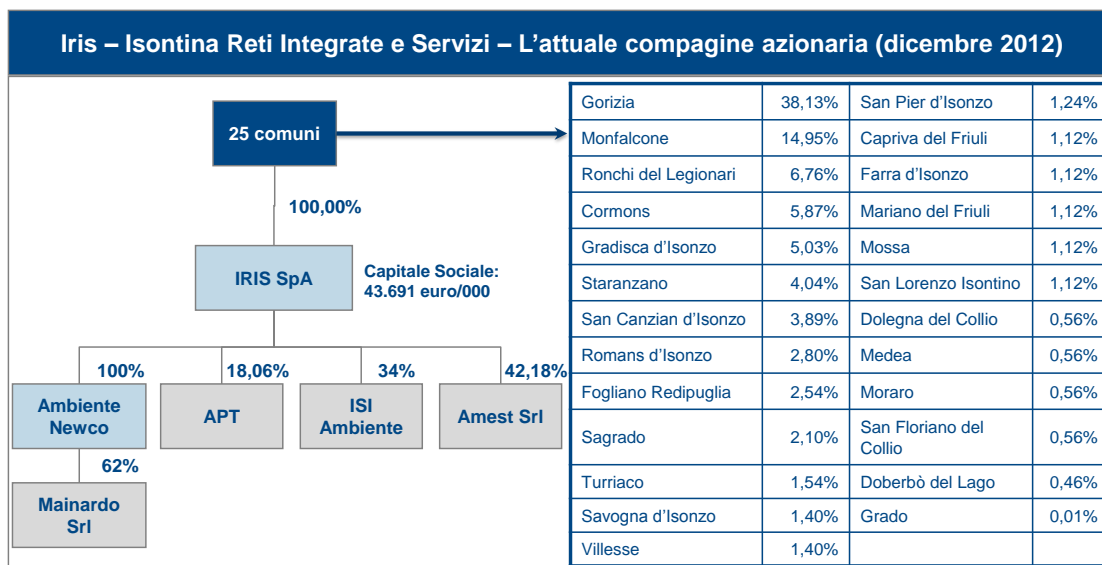 Iris – Isontina Reti Integrate e Servizi – L'attuale compagine azionaria (dicembre 2012)
25 comuni
100,00%
IRIS SpA
Capitale Sociale:
43.691 euro/000
100%
18,06%
34%
42,18%
Ambiente
Newco
APT
ISI
Ambiente
Amest Srl
62%
Mainardo
Srl
Gorizia 38,13% San Pier d'Isonzo 1,24%
Monfalcone 14,95% Capriva del Friuli 1,12%
Ronchi del Legionari 6,76% Farra d'Isonzo 1,12%
Cormons 5,87% Mariano del Friuli 1,12%
Gradisca d'Isonzo 5,03% Mossa 1,12%
Staranzano 4,04% San Lorenzo Isontino 1,12%
San Canzian d'Isonzo 3,89% Dolegna del Collio 0,56%
Romans d'Isonzo 2,80% Medea 0,56%
Fogliano Redipuglia 2,54% Moraro 0,56%
Sagrado 2,10% San Floriano del
Collio 0,56%
Turriaco 1,54% Doberbò del Lago 0,46%
Savogna d'Isonzo 1,40% Grado 0,01%
Villesse 1,40%